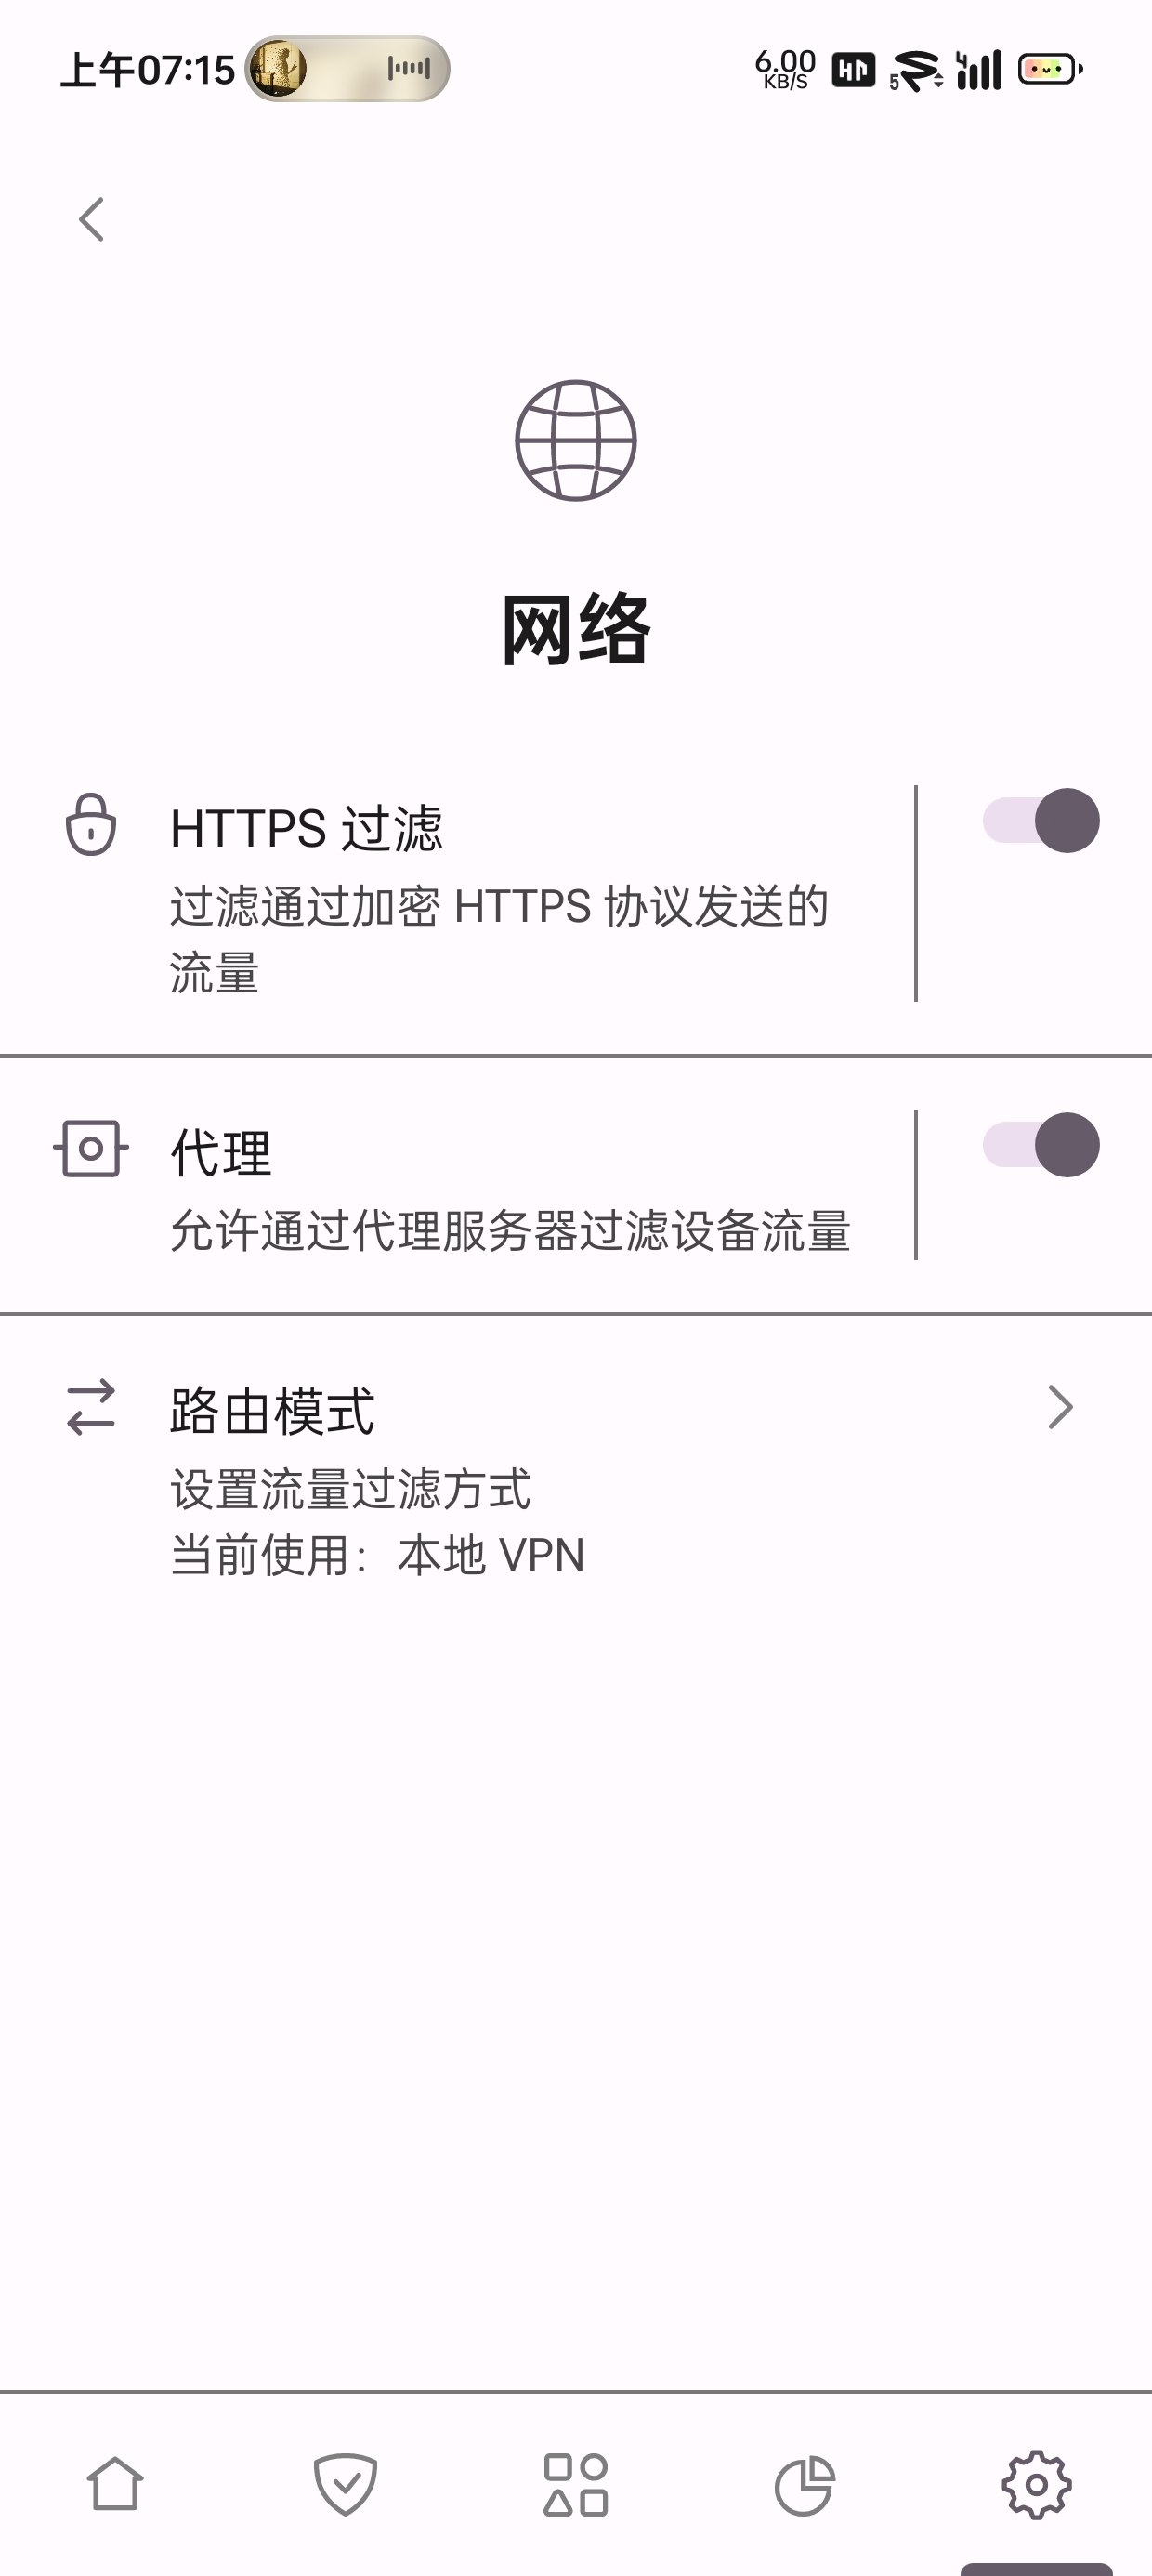 上午07:15
6.00
KB/S
5
4
网络
HTTPS 过滤
过滤通过加密 HTTPS 协议发送的
流量
代理
允许通过代理服务器过滤设备流量
路由模式
设置流量过滤方式
当前使用：本地 VPN